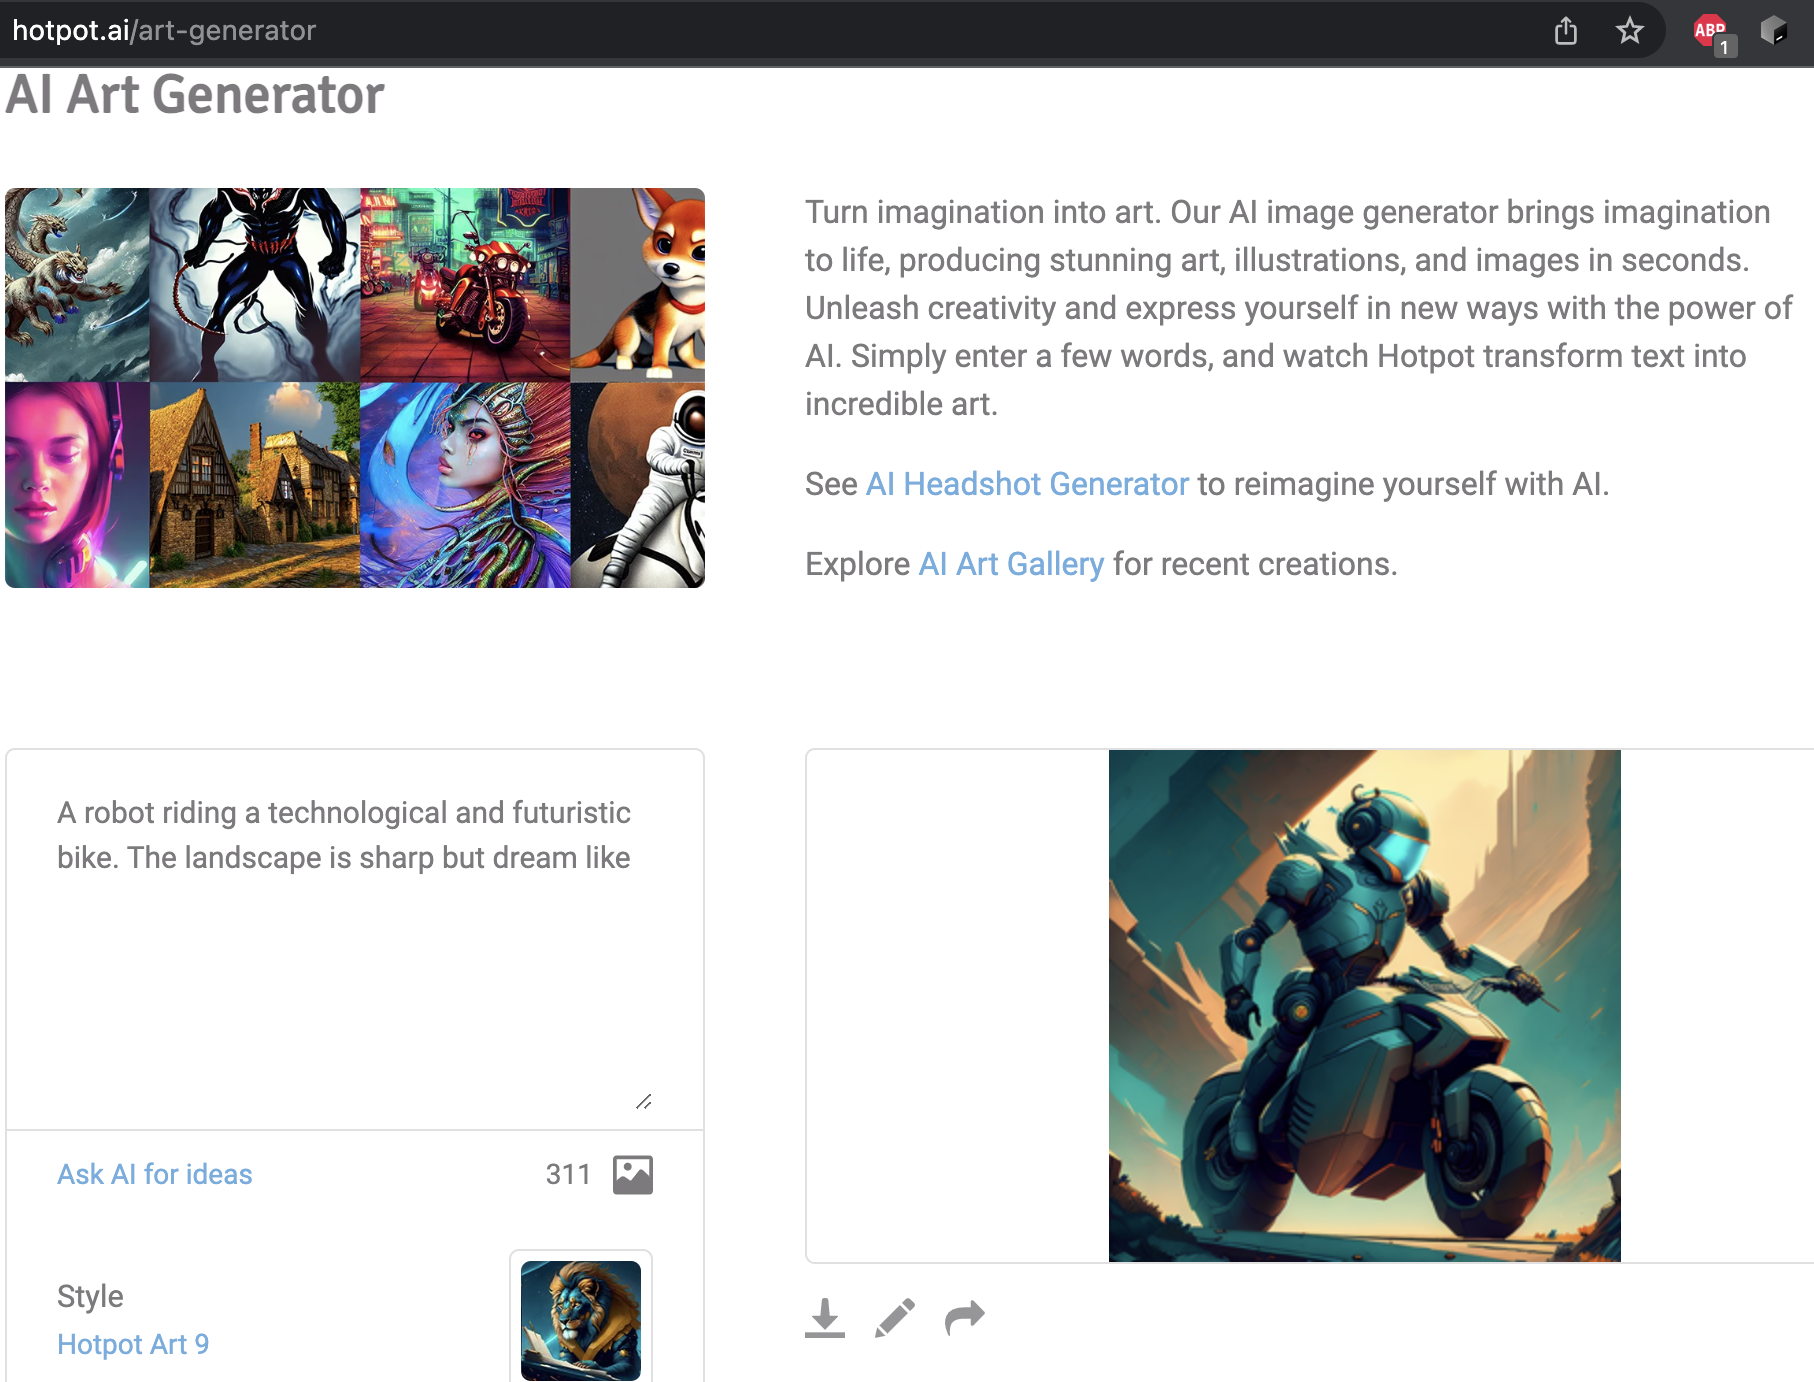 hotpot.ai/art-generator
ABP
1
AI Art Generator
Turn imagination into art. Our AI image generator brings imagination
to life, producing stunning art, illustrations, and images in seconds.
Unleash creativity and express yourself in new ways with the power of
AI. Simply enter a few words, and watch Hotpot transform text into
incredible art.
See AI Headshot Generator to reimagine yourself with AI.
Explore AI Art Gallery for recent creations.
A robot riding a technological and futuristic
bike. The landscape is sharp but dream like
Ask AI for ideas
311
Style
Hotpot Art 9